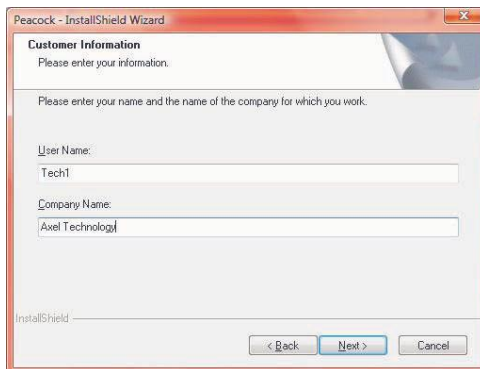 Peacock - InstallShield Wizard
Customer Information
Please enter your information.
Please enter your name and the name of the company for which you work.
User Name:
Tech1
Company Name:
Axel Technology
InstallShield
< Back
Next >
Cancel